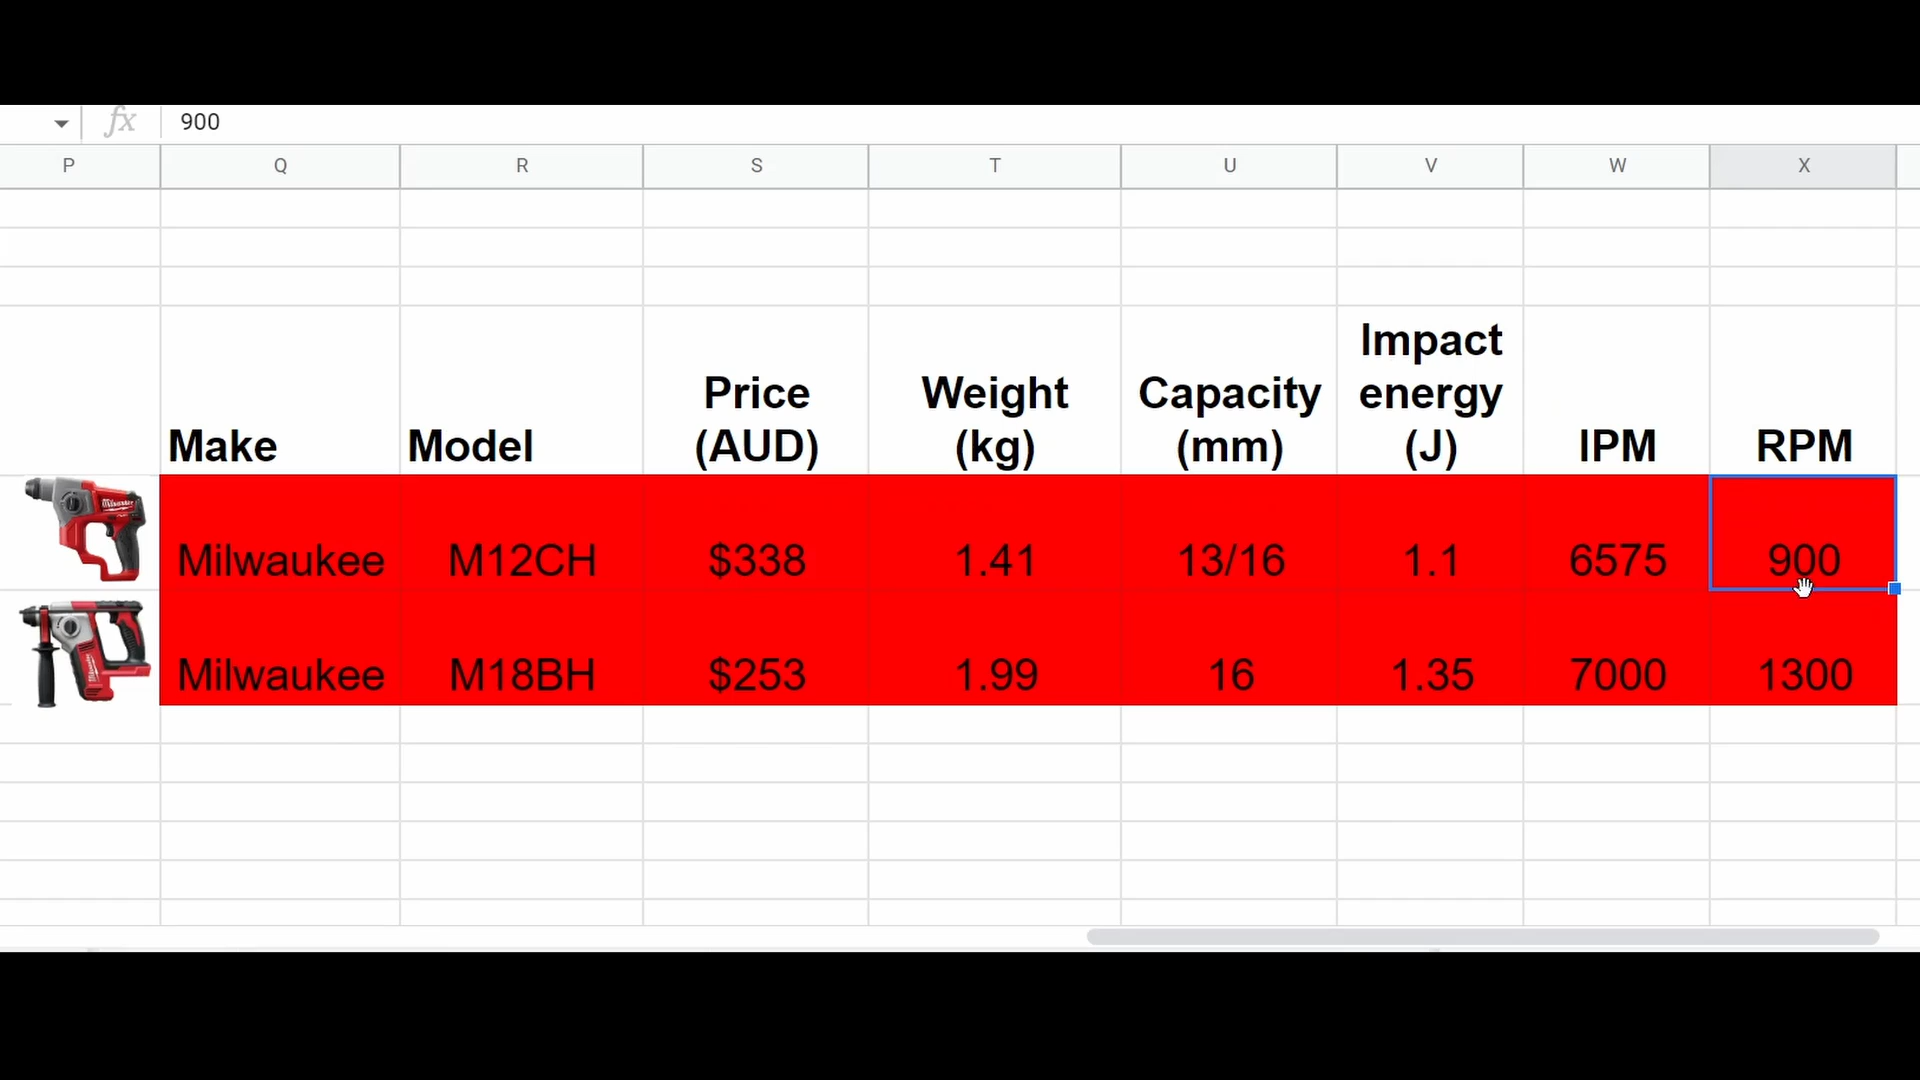 fx 900
P Q R S T U V W X
Make Model Price (AUD) Weight (kg) Capacity (mm) Impact energy (J) IPM RPM
Milwaukee M12CH $338 1.41 13/16 1.1 6575 900
Milwaukee M18BH $253 1.99 16 1.35 7000 1300